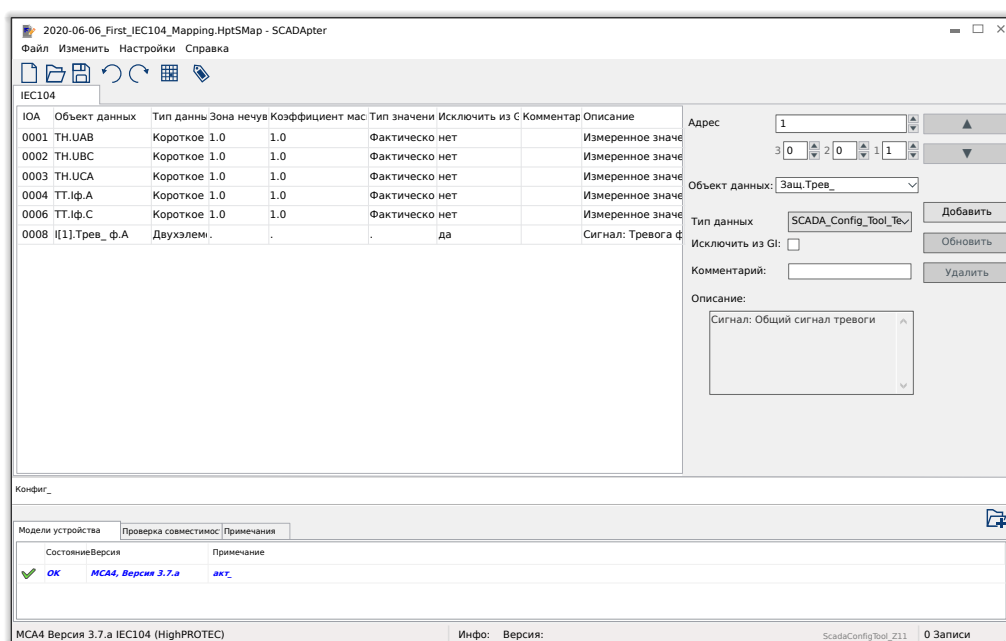 2020-06-06_First_IEC104_Mapping.HptSMap - SCADApter
Файл Изменить Настройки Справка
IEC104
IOA Объект данных Тип данны Зона нечув Коэффициент мас Тип значени Исключить из G Комментар Описание
0001 TH.UAB Короткое 1.0 1.0 Фактическо нет Измеренное значе
0002 TH.UBC Короткое 1.0 1.0 Фактическо нет Измеренное значе
0003 TH.UCA Короткое 1.0 1.0 Фактическо нет Измеренное значе
0004 ТТ.Iф.А Короткое 1.0 1.0 Фактическо нет Измеренное значе
0006 ТТ.Iф.С Короткое 1.0 1.0 Фактическо нет Измеренное значе
0008 I[1].Трев_ ф.А Двухэлем . . . да Сигнал: Тревога ф
Адрес 1
3 0 2 0 1 1
Объект данных: Защ.Трев_
Тип данных SCADA_Config_Tool_Te
Исключить из GI:
Комментарий:
Описание:
Сигнал: Общий сигнал тревоги
Добавить
Обновить
Удалить
Конфиг_
Модели устройства Проверка совместимос Примечания
Состояние Версия Примечание
OK MCA4, Версия 3.7.a акт_
MCA4 Версия 3.7.a IEC104 (HighPROTEC) Инфо: Версия: ScadaConfigTool_Z11 0 Записи